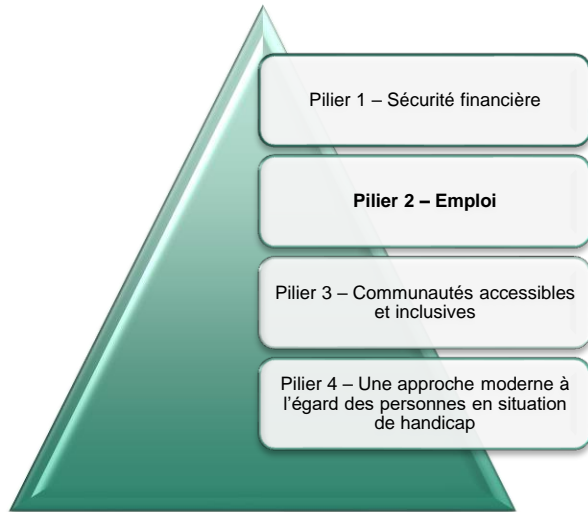 Pilier 1 – Sécurité financière
Pilier 2 – Emploi
Pilier 3 – Communautés accessibles
et inclusives
Pilier 4 – Une approche moderne à
l’égard des personnes en situation
de handicap